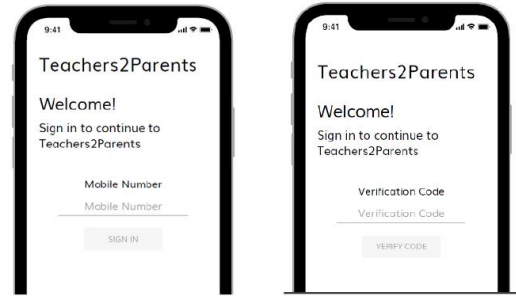 9:41
Teachers2Parents
Welcome!
Sign in to continue to
Teachers2Parents
Mobile Number
Mobile Number
SIGN IN
9:41
Teachers2Parents
Welcome!
Sign in to continue to
Teachers2Parents
Verification Code
Verification Code
VERIFY CODE